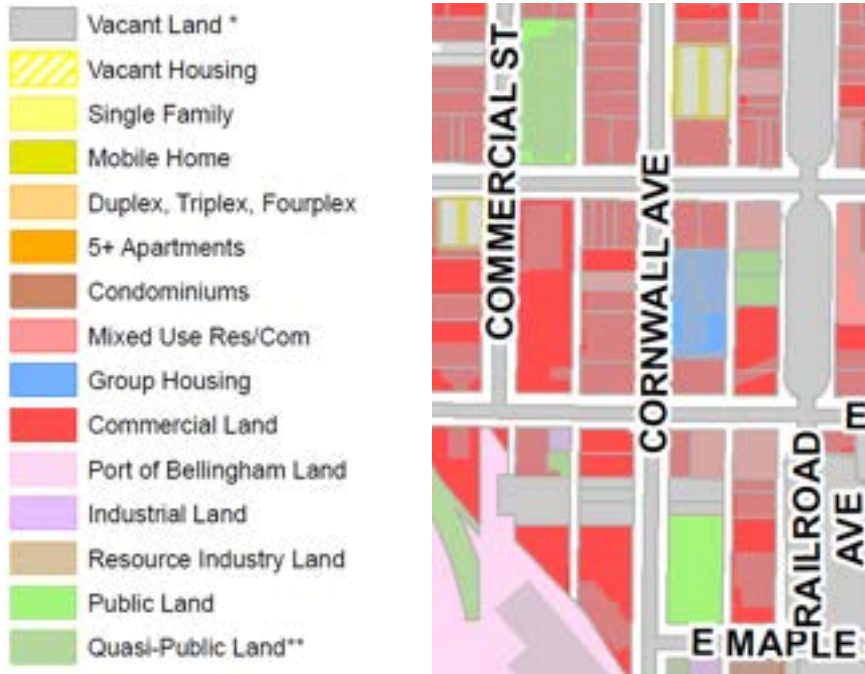 Vacant Land *
Vacant Housing
Single Family
Mobile Home
Duplex, Triplex, Fourplex
5+ Apartments
Condominiums
Mixed Use Res/Com
Group Housing
Commercial Land
Port of Bellingham Land
Industrial Land
Resource Industry Land
Public Land
Quasi-Public Land**
COMMERCIAL ST
CORNWALL AVE
E
RAILROAD
AVE
E MAPLE